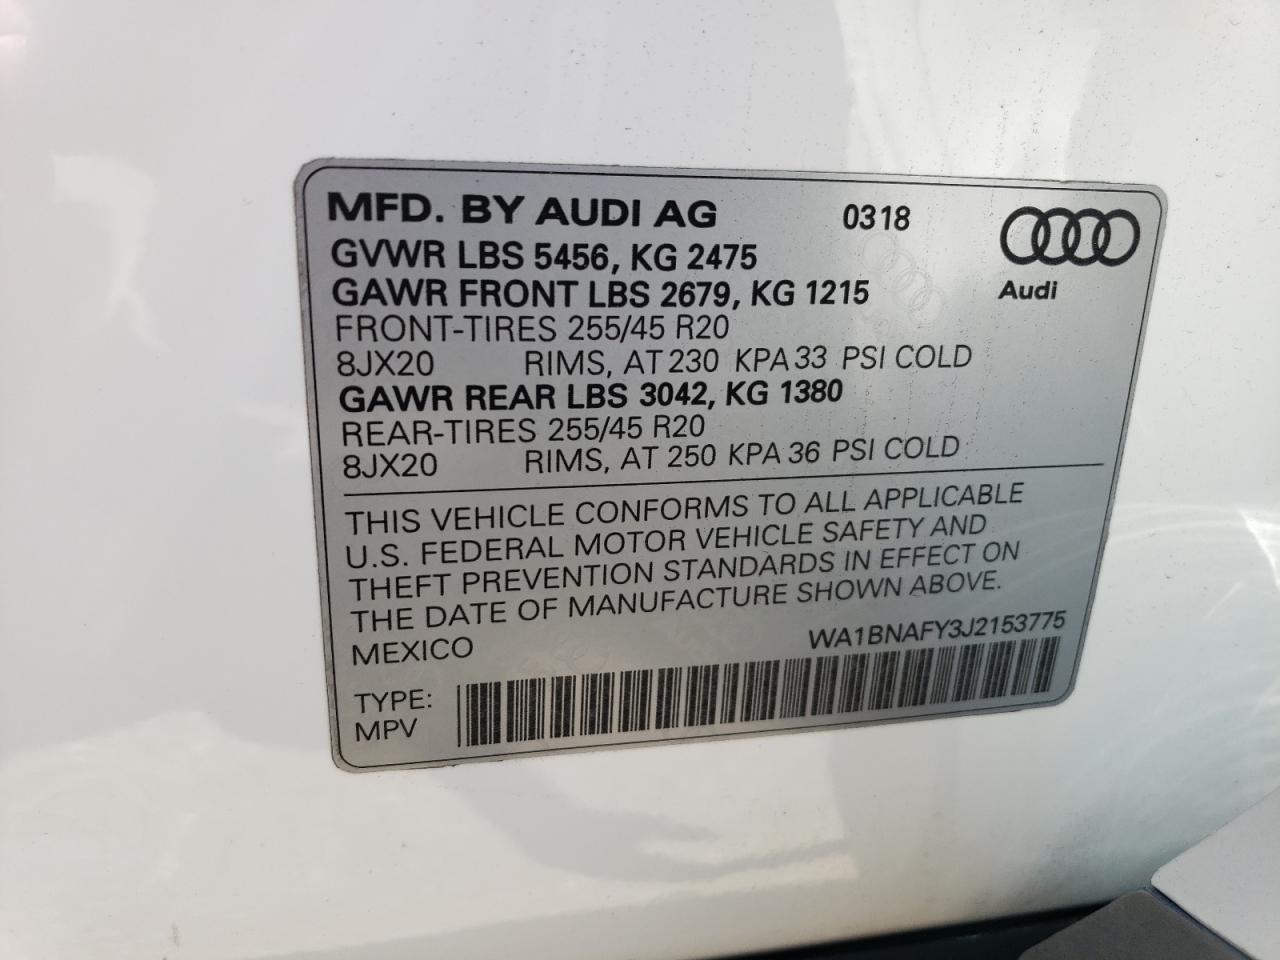 MFD. BY AUDI AG 0318
GVWR LBS 5456, KG 2475
GAWR FRONT LBS 2679, KG 1215
Audi
FRONT-TIRES 255/45 R20
8JX20 RIMS, AT 230 KPA 33 PSI COLD
GAWR REAR LBS 3042, KG 1380
REAR-TIRES 255/45 R20
8JX20 RIMS, AT 250 KPA 36 PSI COLD
THIS VEHICLE CONFORMS TO ALL APPLICABLE
U.S. FEDERAL MOTOR VEHICLE SAFETY AND
THEFT PREVENTION STANDARDS IN EFFECT ON
THE DATE OF MANUFACTURE SHOWN ABOVE.
MEXICO WA1BNAFY3J2153775
TYPE:
MPV